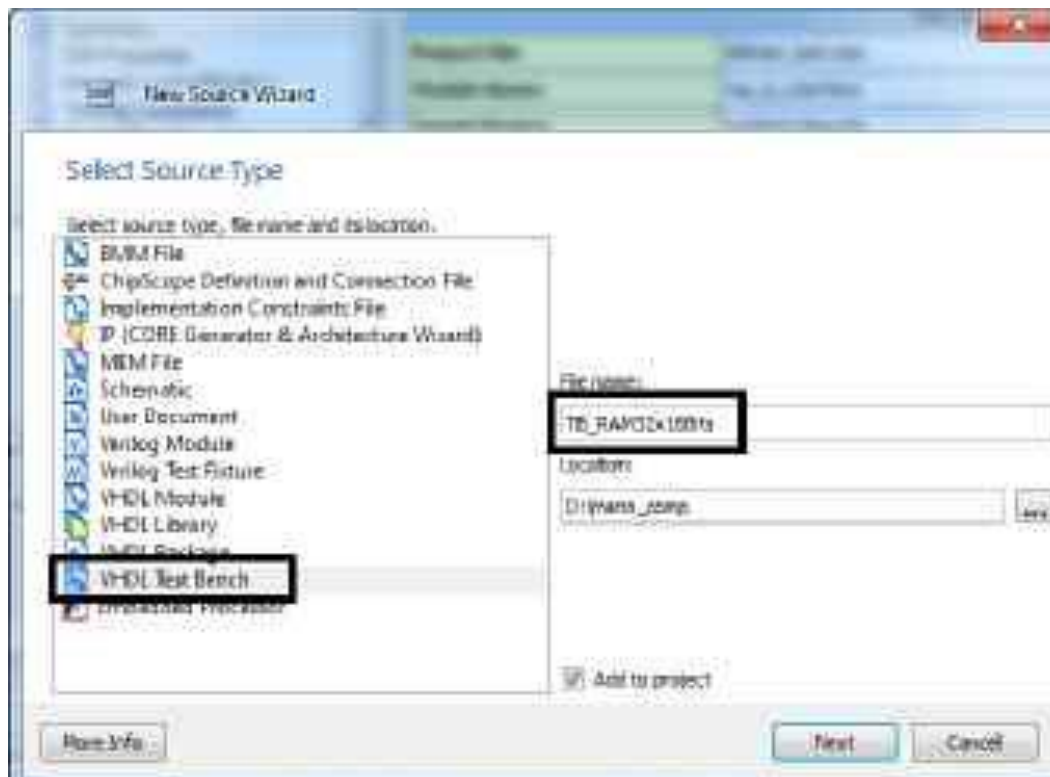 New Source Wizard
Select Source Type
Select source type, file name and its location.
BMM File
ChipScope Definition and Connection File
Implementation Constraints File
IP (CORE Generator & Architecture Wizard)
MEM File
Schematic
User Document
Verilog Module
Verilog Test Fixture
VHDL Module
VHDL Library
VHDL Package
VHDL Test Bench
Embedded Processor
File name:
Location:
Add to project
More Info
Next
Cancel